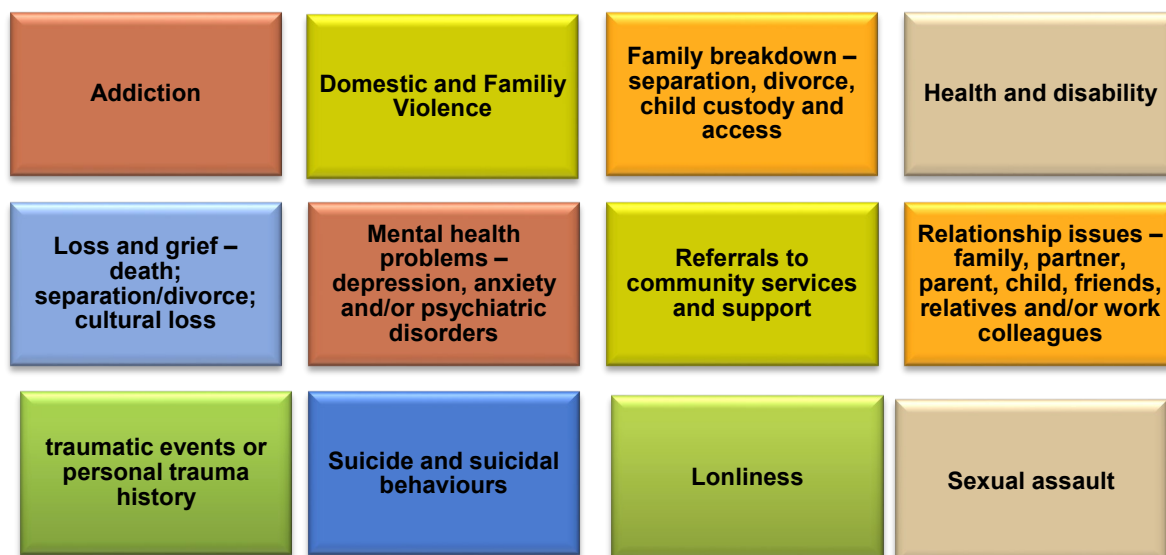 Addiction
Domestic and Familiy
Violence
Family breakdown –
separation, divorce,
child custody and
access
Health and disability
Loss and grief –
death;
separation/divorce;
cultural loss
Mental health
problems –
depression, anxiety
and/or psychiatric
disorders
Referrals to
community services
and support
Relationship issues –
family, partner,
parent, child, friends,
relatives and/or work
colleagues
traumatic events or
personal trauma
history
Suicide and suicidal
behaviours
Lonliness
Sexual assault